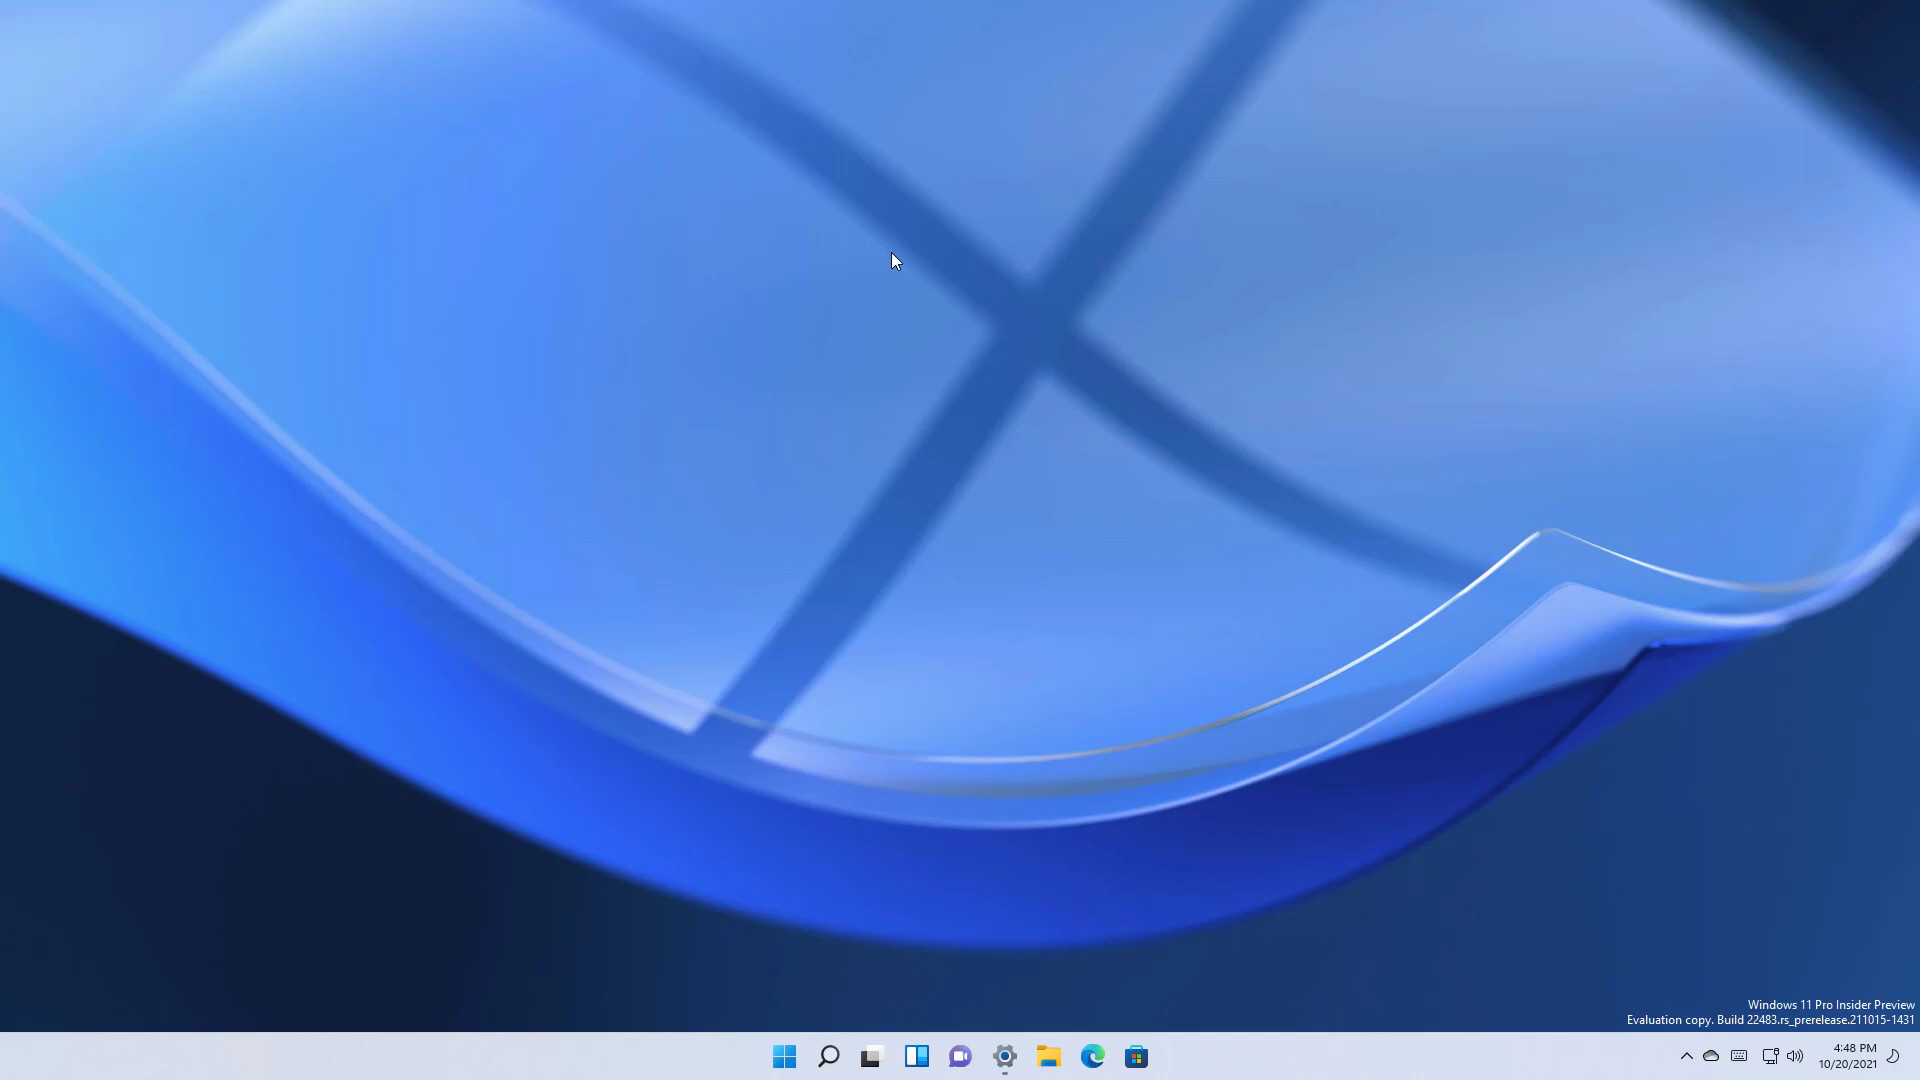 Windows 11 Pro Insider Preview
Evaluation copy. Build 22483.rs_prerelease.211015-1431
4:48 PM
10/20/2021